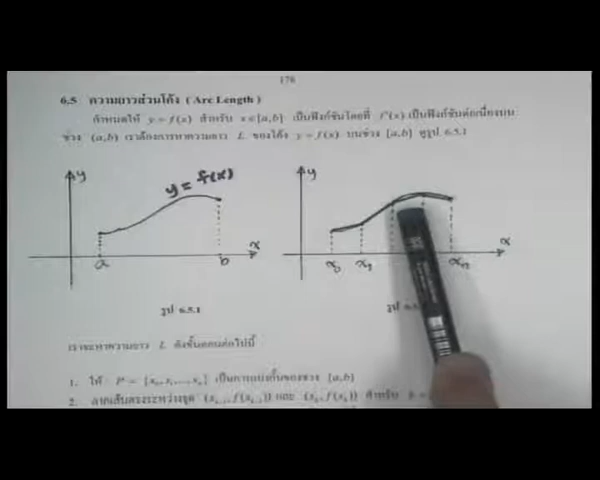 176
6.5 ความยาวส่วนโค้ง ( Arc Length )
กำหนดให้ y = f(x) สำหรับ x ∈ [a,b] เป็นฟังก์ชันโดยที่ f'(x) เป็นฟังก์ชันต่อเนื่องบน
ช่วง (a,b) เราต้องการหาความยาว L ของโค้ง y = f(x) บนช่วง [a,b] ดูรูป 6.5.1
y
y = f(x)
a
b
x
รูป 6.5.1
y
x₀
x₁
xₙ
x
รูป
เราจะหาความยาว L ดังขั้นตอนต่อไปนี้
1. ให้ P = {x₀, x₁, ..., xₙ} เป็นการแบ่งกั้นของช่วง [a,b]
2. ลากเส้นตรงระหว่างจุด (xₖ₋₁, f(xₖ₋₁)) และ (xₖ, f(xₖ)) สำหรับ k =